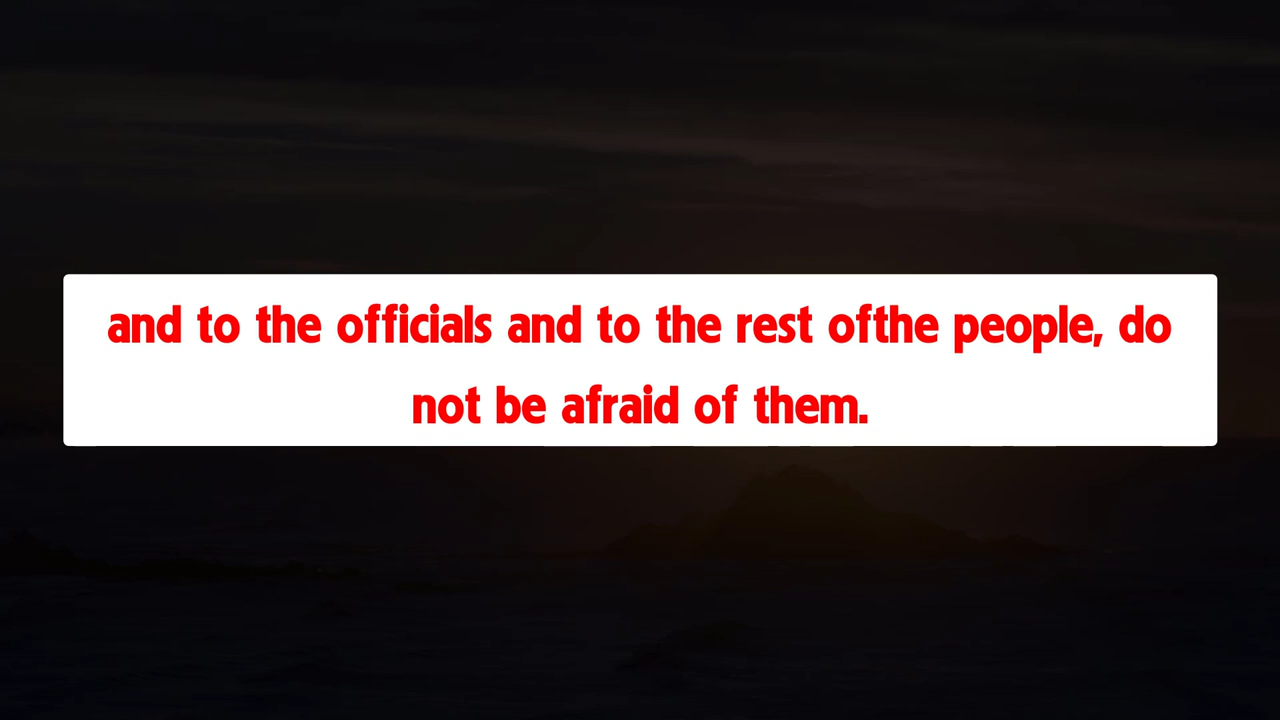 and to the officials and to the rest ofthe people, do
not be afraid of them.